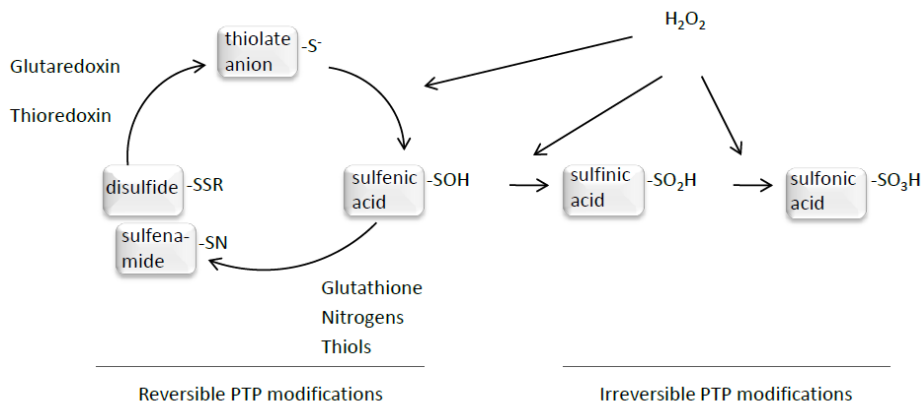 H₂O₂
thiolate
anion
-S⁻
Glutaredoxin
Thioredoxin
disulfide
-SSR
sulfenic
acid
-SOH
sulfinic
acid
-SO₂H
sulfonic
acid
-SO₃H
sulfena-
mide
-SN
Glutathione
Nitrogens
Thiols
Reversible PTP modifications
Irreversible PTP modifications